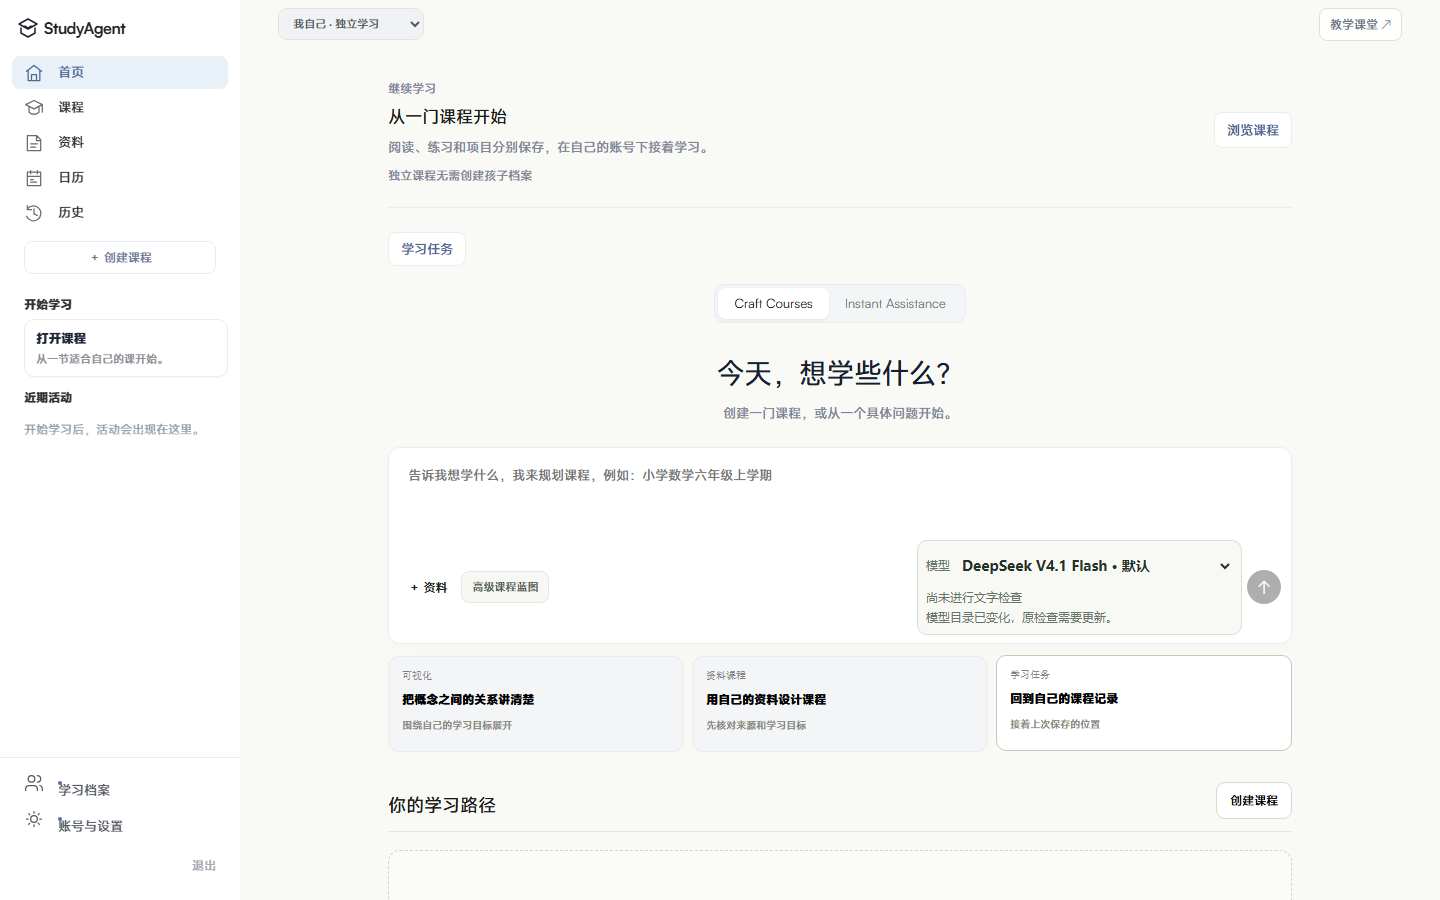 StudyAgent
首页
课程
资料
日历
历史
+ 创建课程
开始学习
打开课程
从一节适合自己的课开始。
近期活动
开始学习后，活动会出现在这里。
学习档案
账号与设置
退出
我自己 · 独立学习
教学课堂↗
继续学习
从一门课程开始
阅读、练习和项目分别保存，在自己的账号下接着学习。
独立课程无需创建孩子档案
浏览课程
学习任务
Craft Courses
Instant Assistance
今天，想学些什么？
创建一门课程，或从一个具体问题开始。
告诉我想学什么，我来规划课程，例如：小学数学六年级上学期
+ 资料
高级课程蓝图
模型 DeepSeek V4.1 Flash • 默认
尚未进行文字检查
模型目录已变化，原检查需要更新。
可视化
把概念之间的关系讲清楚
围绕自己的学习目标展开
资料课程
用自己的资料设计课程
先核对来源和学习目标
学习任务
回到自己的课程记录
接着上次保存的位置
你的学习路径
创建课程